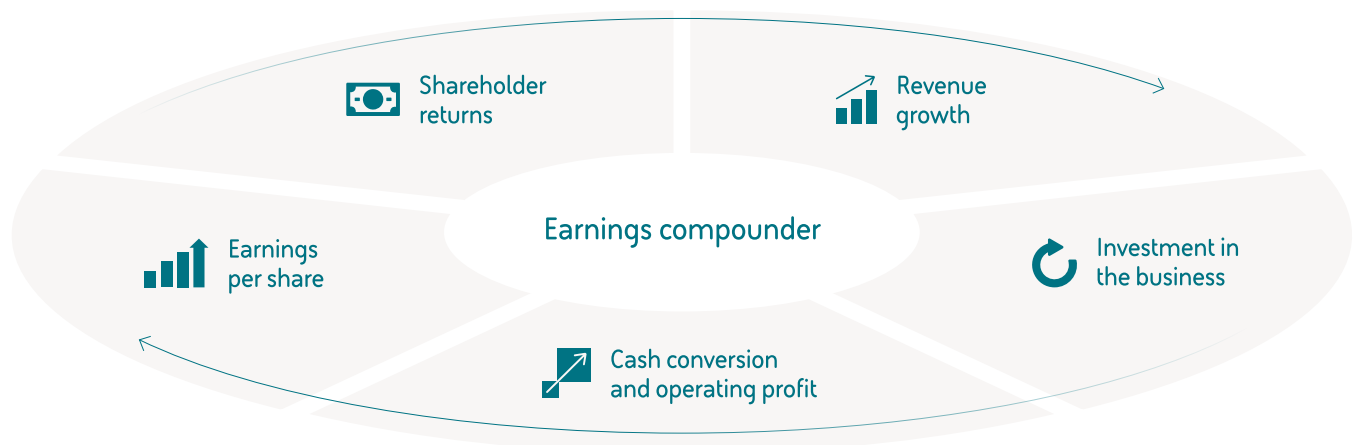 Shareholder
returns
Revenue
growth
Earnings compounder
Earnings
per share
Investment in
the business
Cash conversion
and operating profit